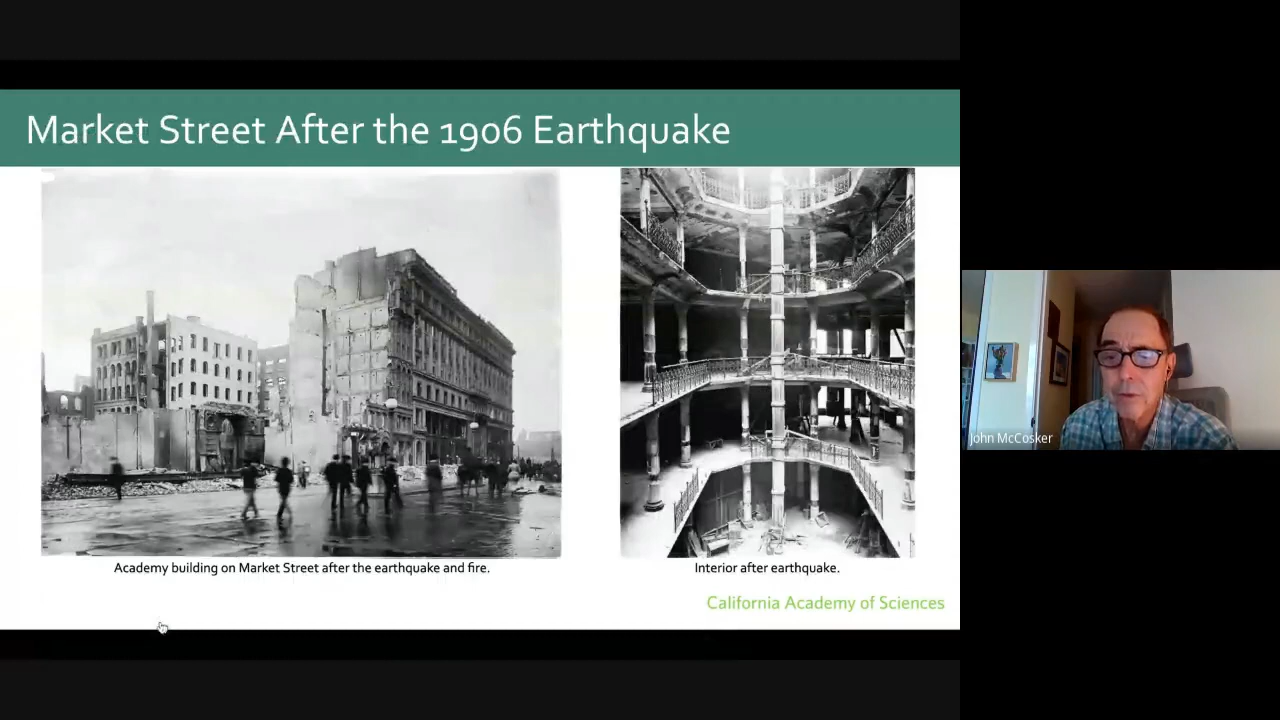 Market Street After the 1906 Earthquake
Academy building on Market Street after the earthquake and fire.
Interior after earthquake.
California Academy of Sciences
John McCosker